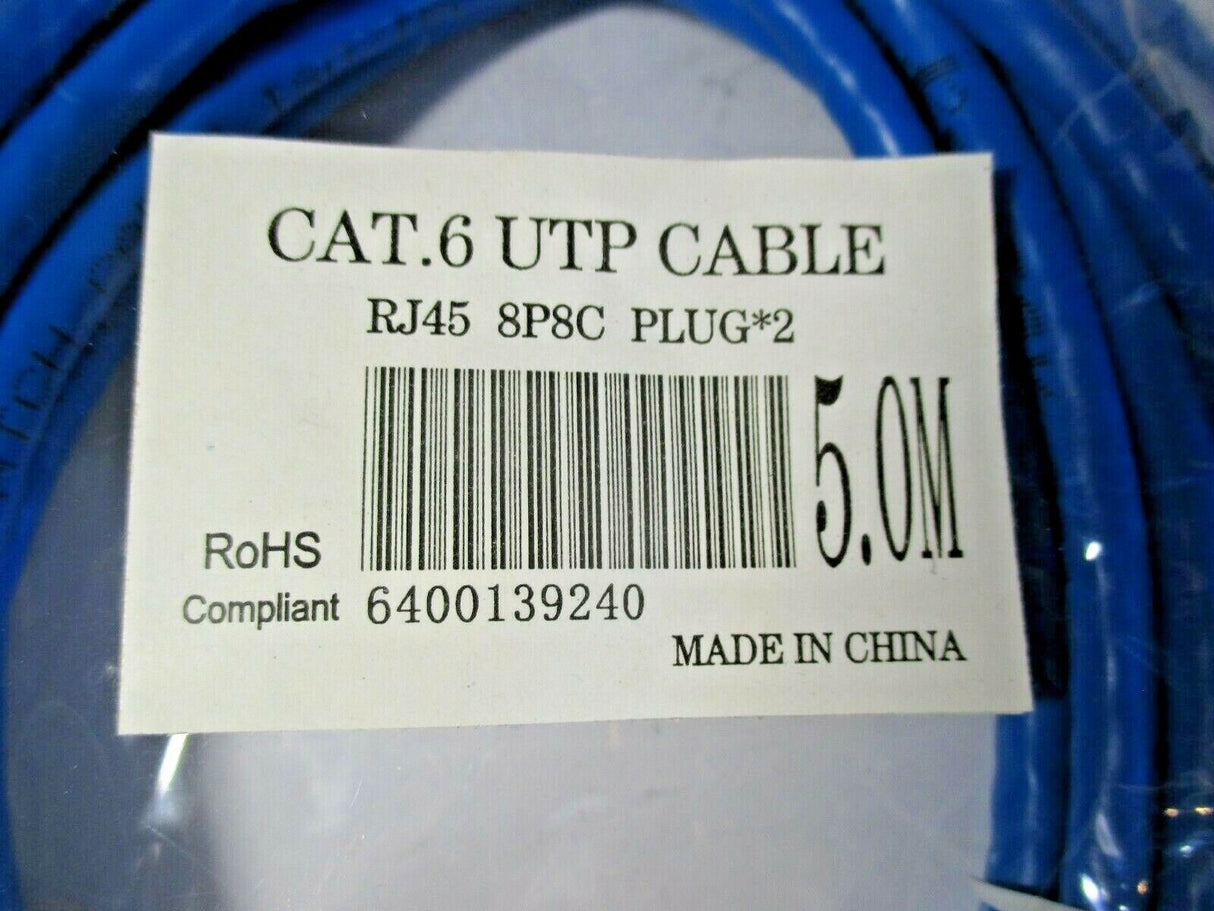 CAT.6 UTP CABLE
RJ45 8P8C PLUG*2
5.0M
RoHS
Compliant 6400139240
MADE IN CHINA